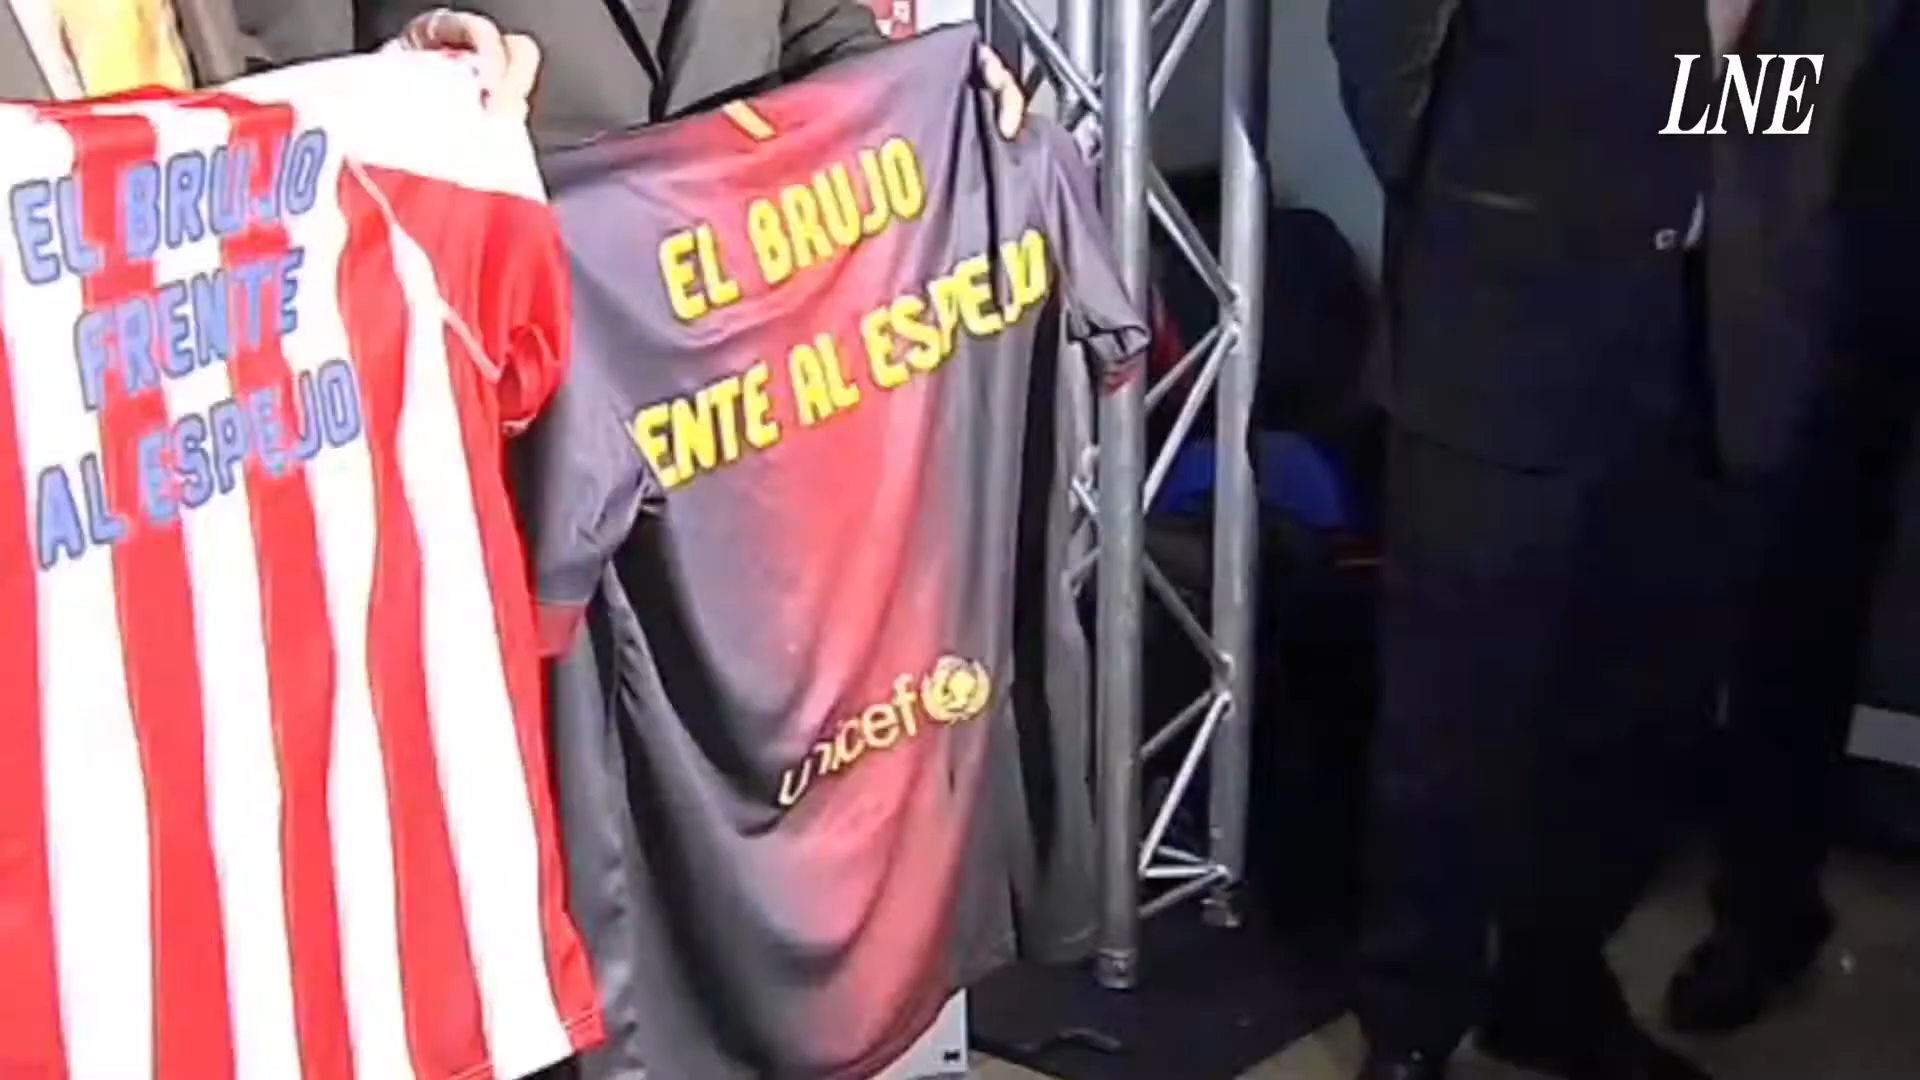 LNE
EL BRUJO
FRENTE
AL ESPEJO
EL BRUJO
ENTE AL ESPEJO
unicef